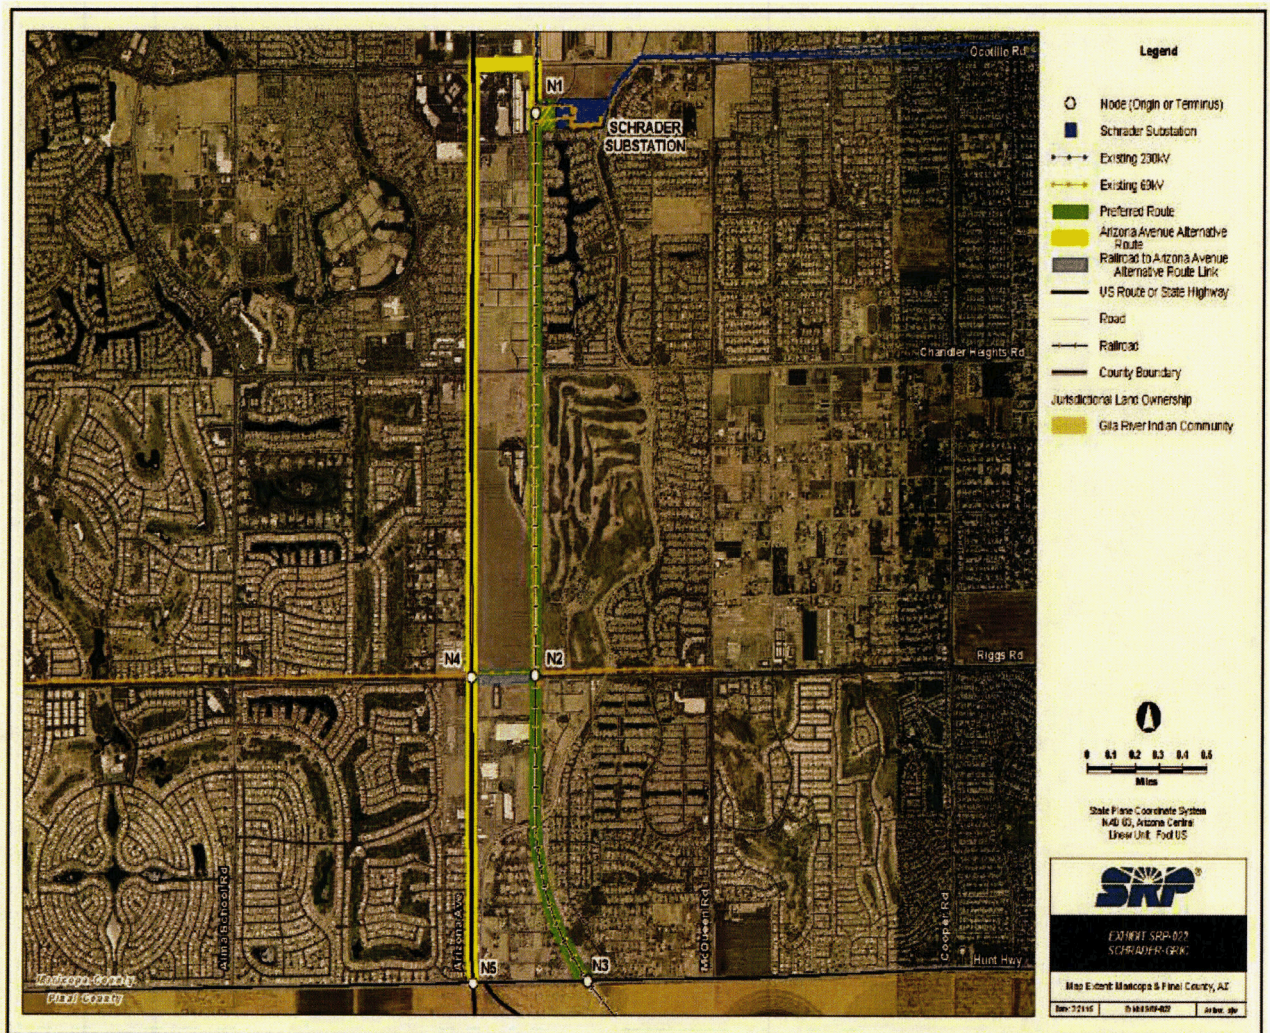 Ocotillo Rd
N1
SCHRADER
SUBSTATION
Chandler Heights Rd
N4
N2
Riggs Rd
Alma School Rd
Arizona Ave
McQueen Rd
Cooper Rd
Hunt Hwy
N5
N3
Maricopa County
Pinal County
Legend
Node (Origin or Terminus)
Schrader Substation
Existing 230kV
Existing 69kV
Preferred Route
Arizona Avenue Alternative
Route
Railroad to Arizona Avenue
Alternative Route Link
US Route or State Highway
Road
Railroad
County Boundary
Jurisdictional Land Ownership
Gila River Indian Community
0 0.1 0.2 0.3 0.4 0.5
Miles
State Plane Coordinate System
NAD 83, Arizona Central
Linear Unit: Foot US
SRP®
EXHIBIT SRP-022
SCHRADER-GRIC
Map Extent: Maricopa & Pinal County, AZ